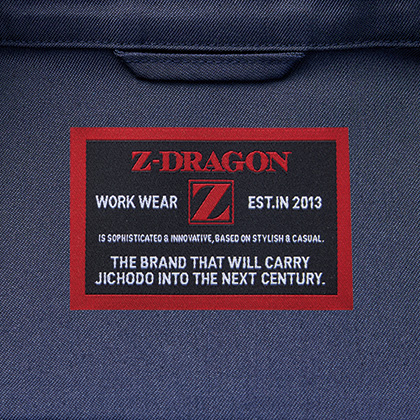 Z-DRAGON
WORK WEAR Z EST.IN 2013
IS SOPHISTICATED & INNOVATIVE, BASED ON STYLISH & CASUAL.
THE BRAND THAT WILL CARRY
JICHODO INTO THE NEXT CENTURY.